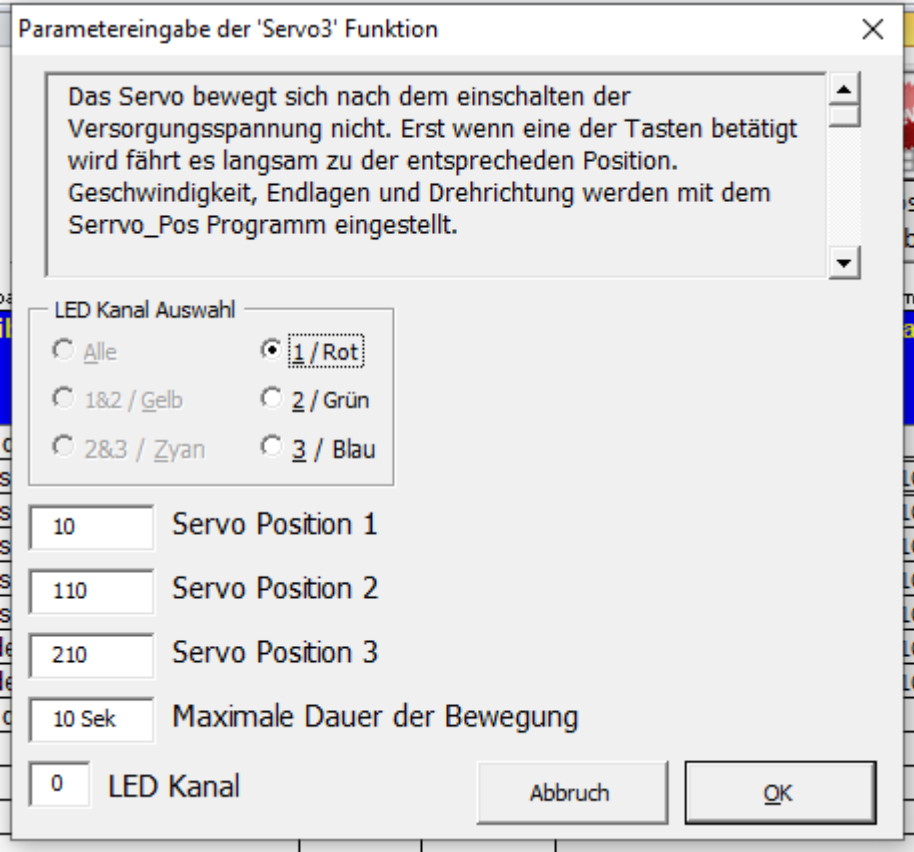 Parametereingabe der 'Servo3' Funktion
Das Servo bewegt sich nach dem einschalten der
Versorgungsspannung nicht. Erst wenn eine der Tasten betätigt
wird fährt es langsam zu der entsprecheden Position.
Geschwindigkeit, Endlagen und Drehrichtung werden mit dem
Serrvo_Pos Programm eingestellt.
LED Kanal Auswahl
Alle
1 / Rot
1&2 / Gelb
2 / Grün
2&3 / Zyan
3 / Blau
10 Servo Position 1
110 Servo Position 2
210 Servo Position 3
10 Sek Maximale Dauer der Bewegung
0 LED Kanal
Abbruch
OK